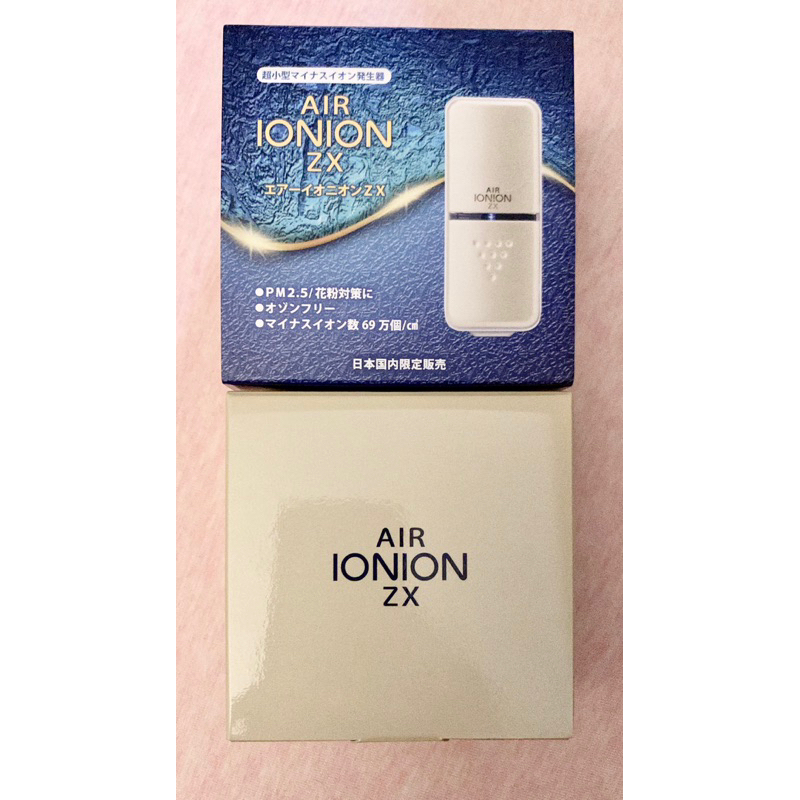 超小型マイナスイオン発生器
AIR
IONION
ZX
エアーイオニオンZX
AIR
IONION
ZX
●PM2.5/花粉対策に
●オゾンフリー
●マイナスイオン数69万個/㎤
日本国内限定販売
AIR
IONION
ZX